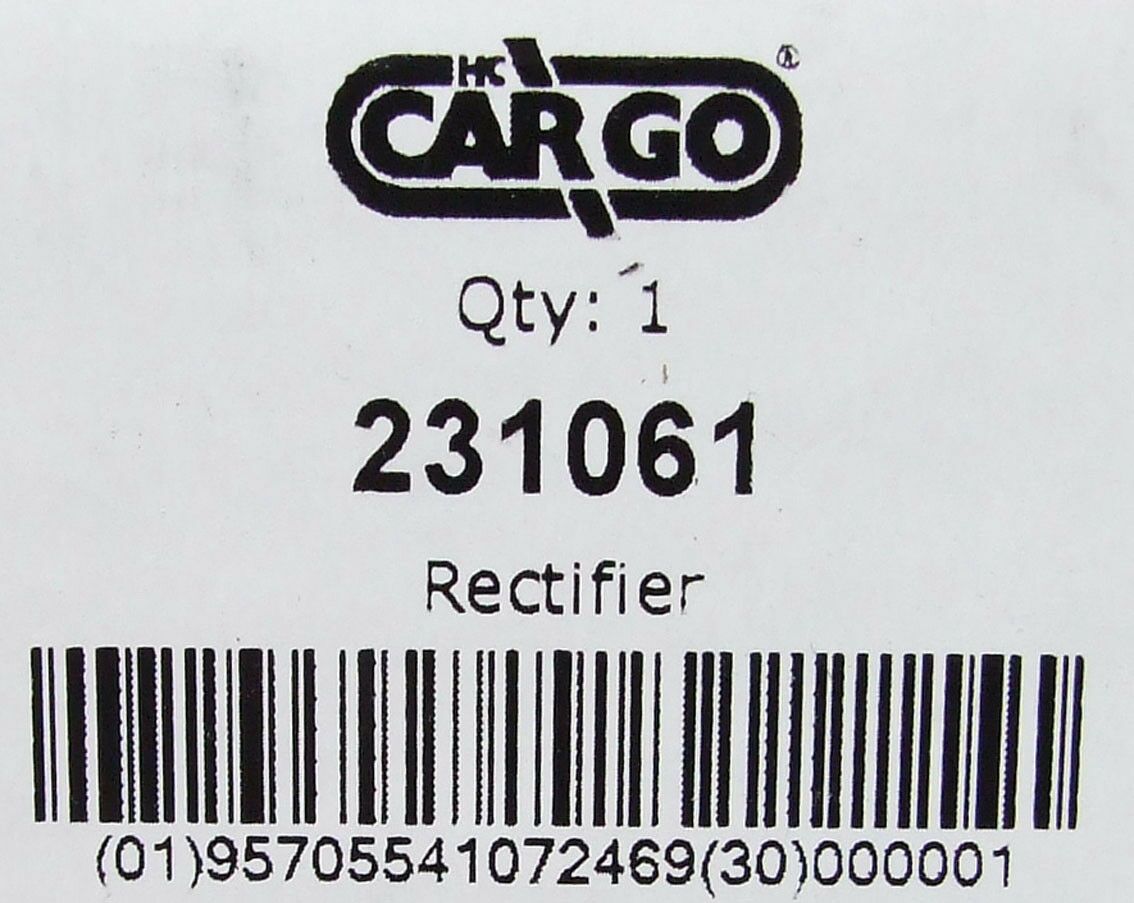 HC
CARGO®
Qty: 1
231061
Rectifier
(01)95705541072469(30)000001